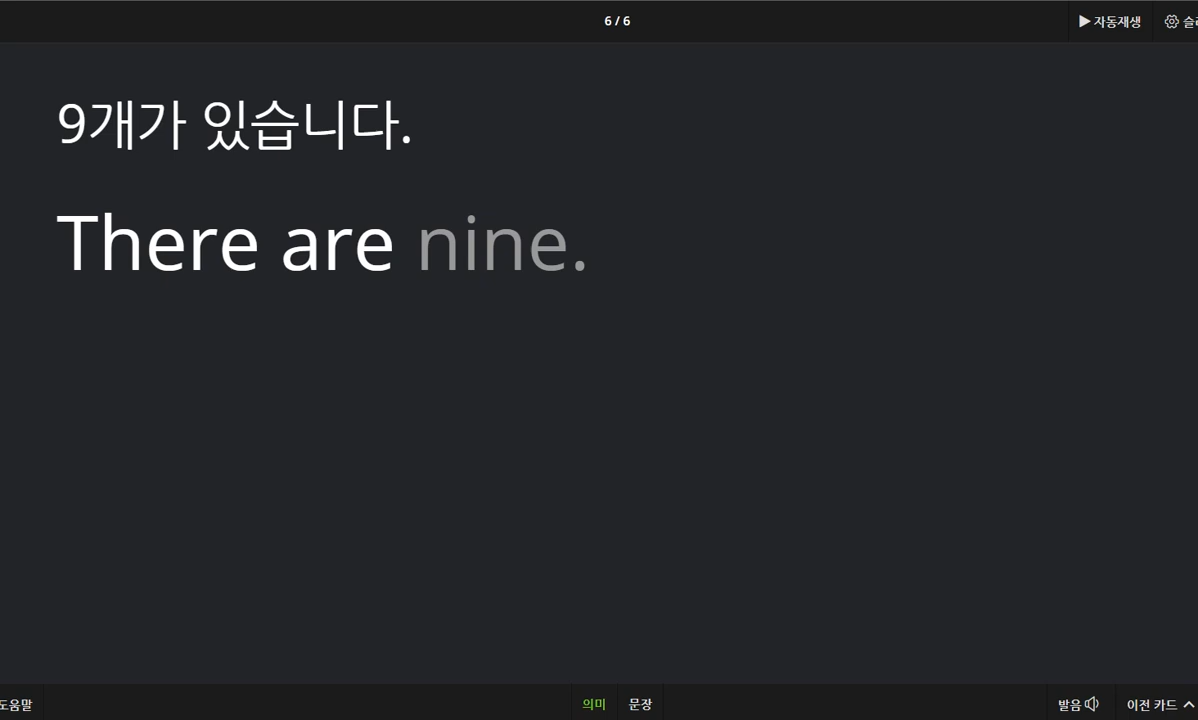 6 / 6
▶ 자동재생
9개가 있습니다.
There are nine.
도움말
의미
문장
발음
이전 카드